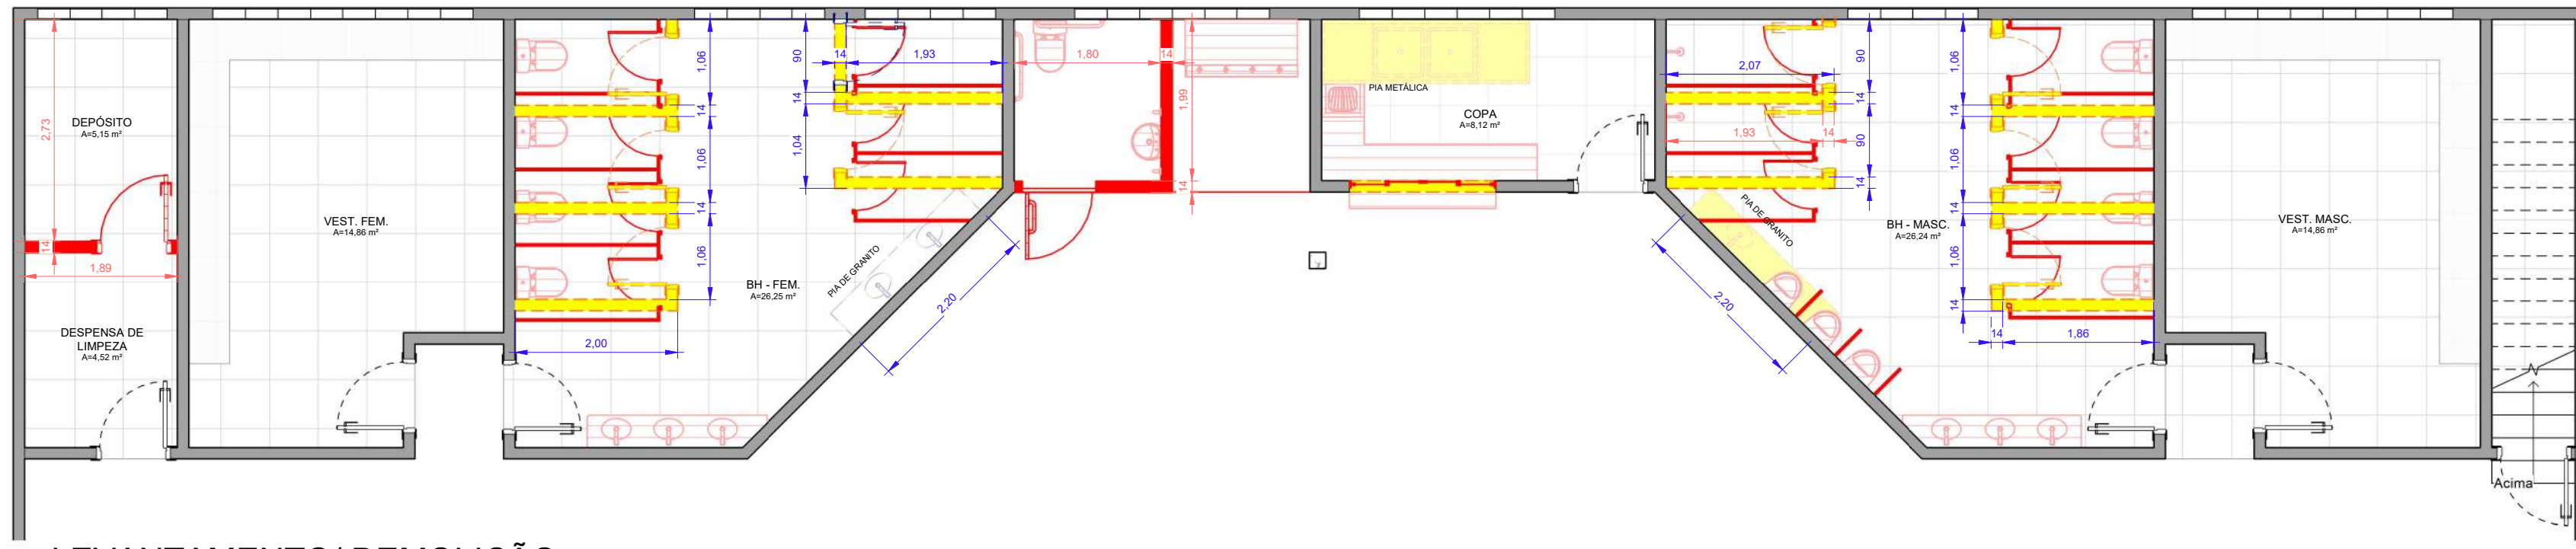 DEPÓSITO
A=5,15 m²
2,73
14
1,89
DESPENSA DE
LIMPEZA
A=4,52 m²
VEST. FEM.
A=14,86 m²
1,06
14
1,06
14
1,06
2,00
BH - FEM.
A=26,25 m²
90
14
1,04
14
1,93
PIA DE GRANITO
2,20
1,80
14
1,99
14
PIA METÁLICA
COPA
A=8,12 m²
2,07
1,93
14
90
14
90
14
PIA DE GRANITO
2,20
BH - MASC.
A=26,24 m²
1,06
14
1,06
14
1,06
14
14
1,86
VEST. MASC.
A=14,86 m²
Acima